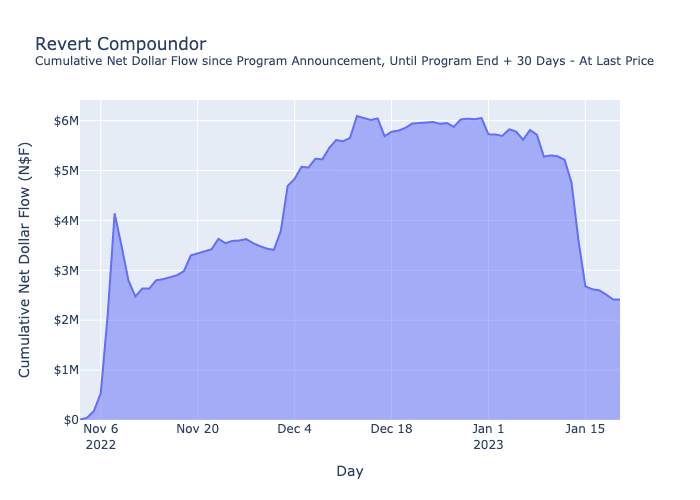 Revert Compoundor
Cumulative Net Dollar Flow since Program Announcement, Until Program End + 30 Days - At Last Price
Cumulative Net Dollar Flow (N$F)
$6M
$5M
$4M
$3M
$2M
$1M
$0
Nov 6 Nov 20 Dec 4 Dec 18 Jan 1 Jan 15
2022 2023
Day